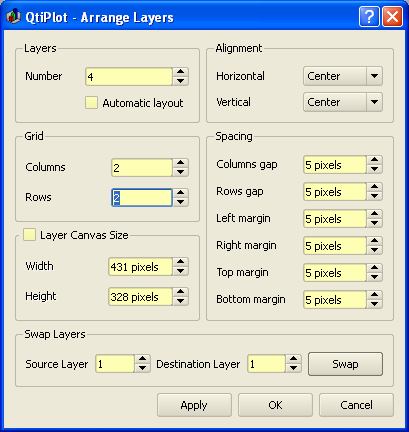 QtiPlot - Arrange Layers
Layers
Number 4
Automatic layout
Alignment
Horizontal Center
Vertical Center
Grid
Columns 2
Rows 2
Spacing
Columns gap 5 pixels
Rows gap 5 pixels
Left margin 5 pixels
Right margin 5 pixels
Top margin 5 pixels
Bottom margin 5 pixels
Layer Canvas Size
Width 431 pixels
Height 328 pixels
Swap Layers
Source Layer 1 Destination Layer 1 Swap
Apply OK Cancel